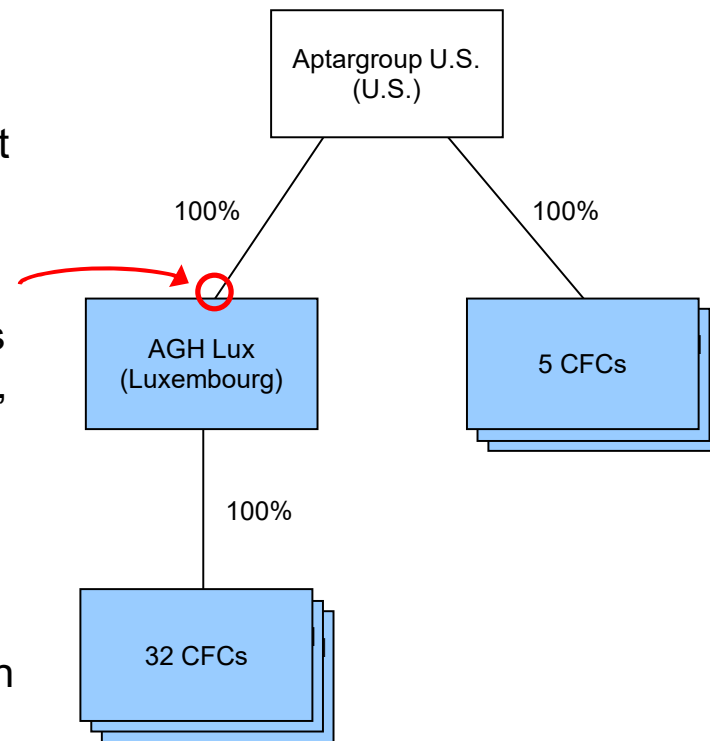 Aptargroup U.S.
(U.S.)
t
100%
100%
s
,
AGH Lux
(Luxembourg)
5 CFCs
100%
32 CFCs
n